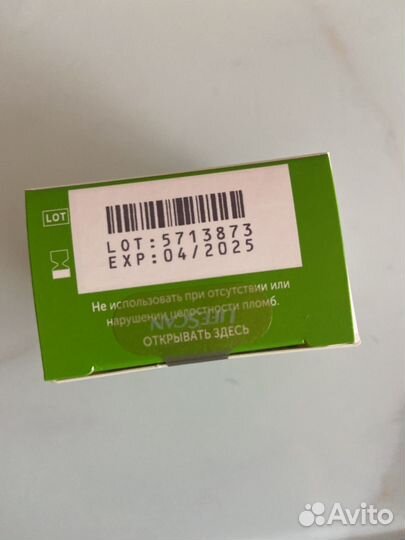 LOT
LOT:5713873
EXP:04/2025
Не использовать при отсутствии или
нарушении целостности пломб.
LIFESCAN
ОТКРЫВАТЬ ЗДЕСЬ
Avito